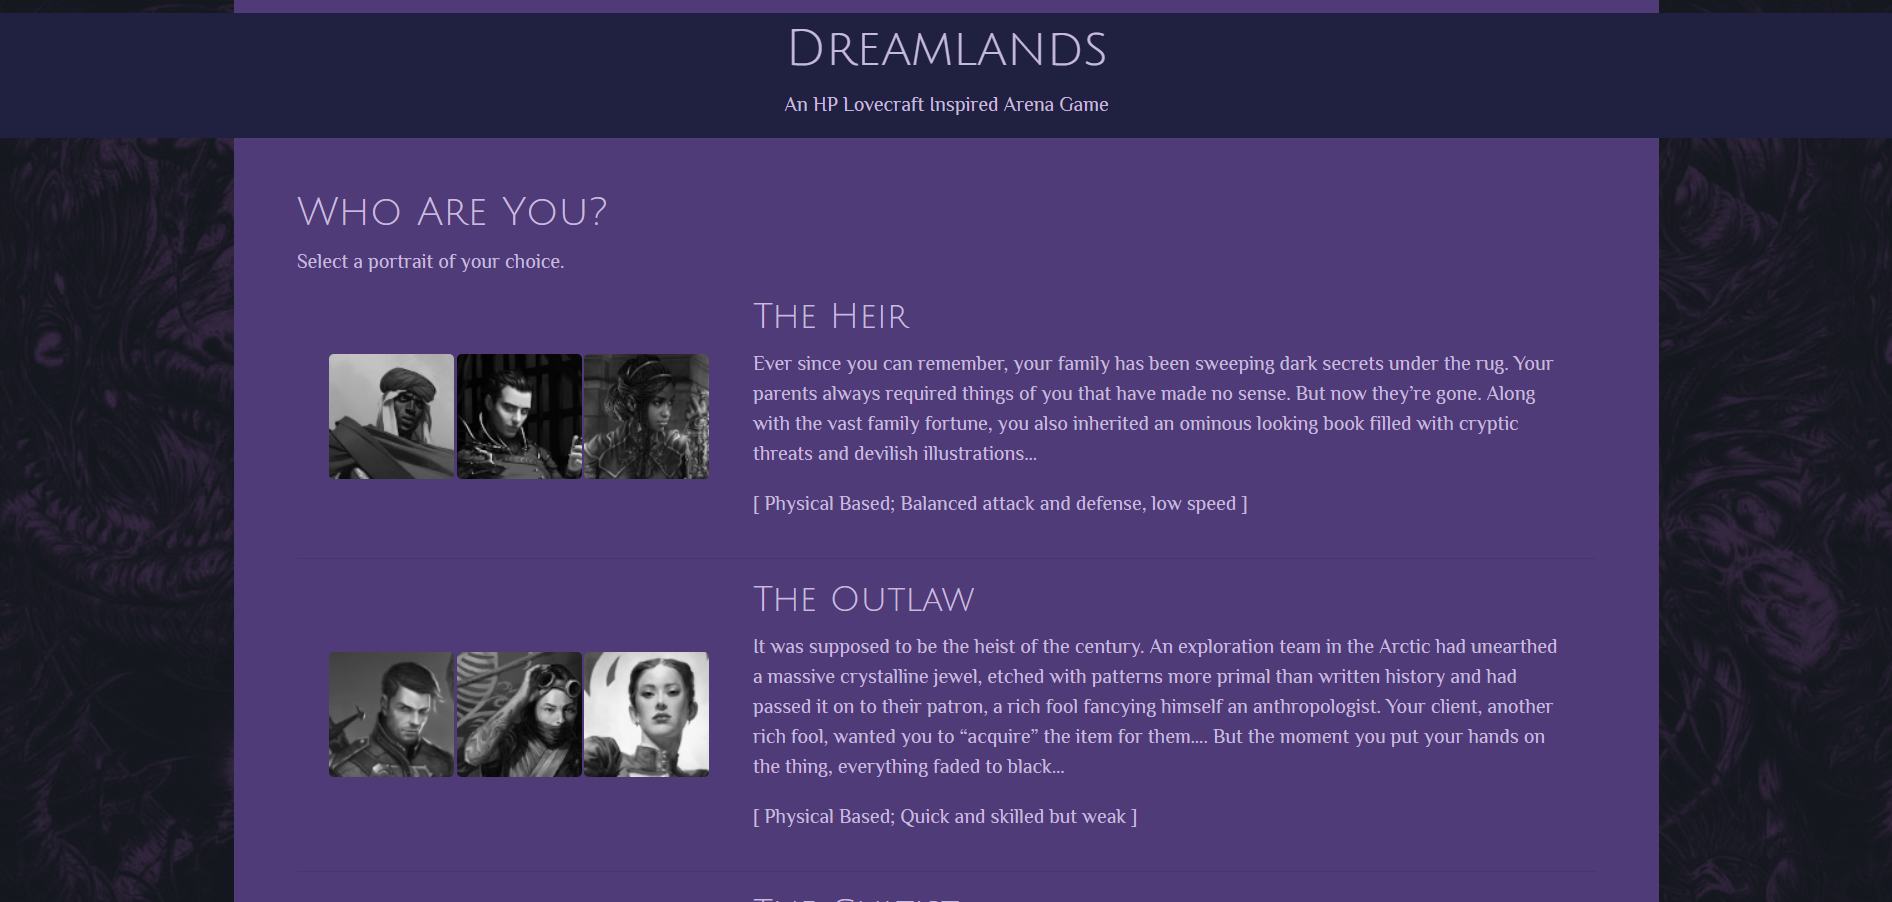 Dreamlands
An HP Lovecraft Inspired Arena Game
Who Are You?
Select a portrait of your choice.
The Heir
Ever since you can remember, your family has been sweeping dark secrets under the rug. Your
parents always required things of you that have made no sense. But now they’re gone. Along
with the vast family fortune, you also inherited an ominous looking book filled with cryptic
threats and devilish illustrations...
[ Physical Based; Balanced attack and defense, low speed ]
The Outlaw
It was supposed to be the heist of the century. An exploration team in the Arctic had unearthed
a massive crystalline jewel, etched with patterns more primal than written history and had
passed it on to their patron, a rich fool fancying himself an anthropologist. Your client, another
rich fool, wanted you to “acquire” the item for them.... But the moment you put your hands on
the thing, everything faded to black...
[ Physical Based; Quick and skilled but weak ]